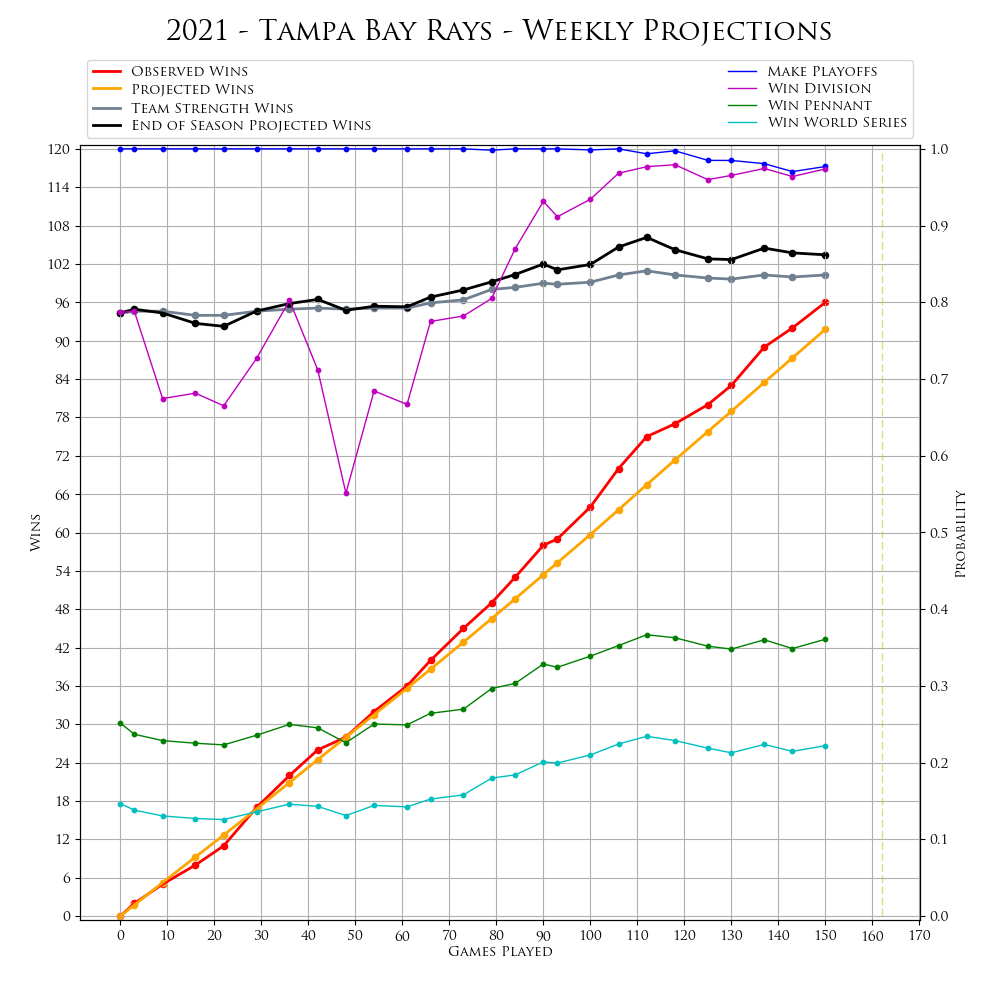 2021 - Tampa Bay Rays - Weekly Projections
Observed Wins
Projected Wins
Team Strength Wins
End of Season Projected Wins
Make Playoffs
Win Division
Win Pennant
Win World Series
120
114
108
102
96
90
84
78
72
66
60
54
48
42
36
30
24
18
12
6
0
Wins
1.0
0.9
0.8
0.7
0.6
0.5
0.4
0.3
0.2
0.1
0.0
Probability
0 10 20 30 40 50 60 70 80 90 100 110 120 130 140 150 160 170
Games Played